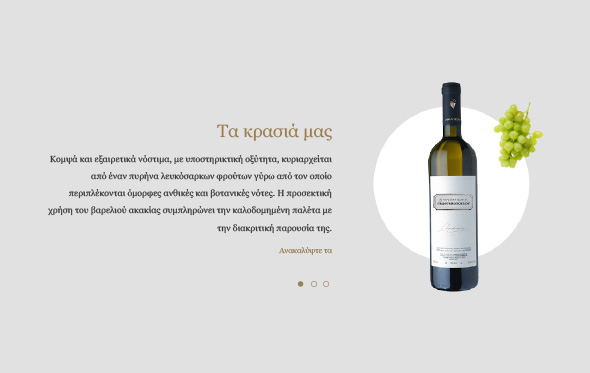 Τα κρασιά μας
Κομψά και εξαιρετικά νόστιμα, με υποστηρικτική οξύτητα, κυριαρχείται
από έναν πυρήνα λευκόσαρκων φρούτων γύρω από τον οποίο
περιπλέκονται όμορφες ανθικές και βοτανικές νότες. Η προσεκτική
χρήση του βαρελιού ακακίας συμπληρώνει την καλοδομημένη παλέτα με
την διακριτική παρουσία της.
Ανακαλύψτε τα